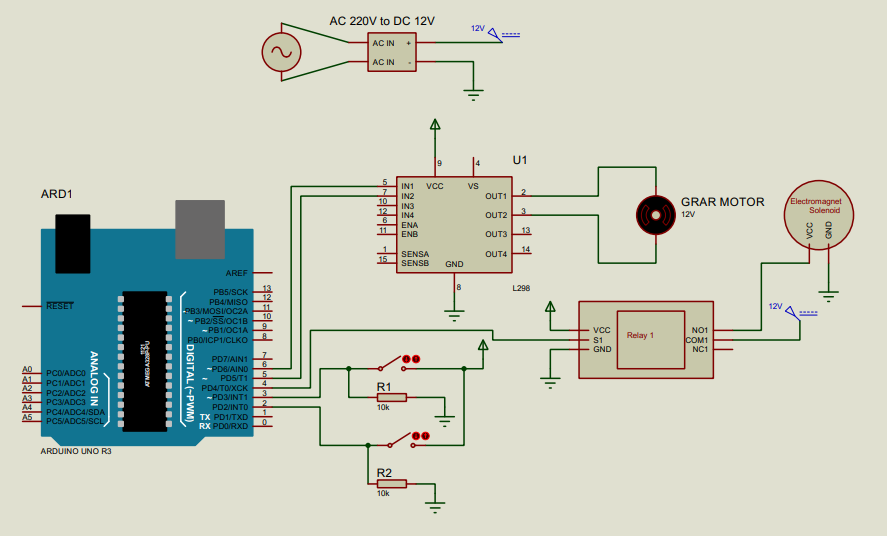 AC 220V to DC 12V
AC IN +
AC IN -
12V
U1
9
4
VCC
VS
5 IN1
7 IN2
10 IN3
12 IN4
6 ENA
11 ENB
1 SENSA
15 SENSB
OUT1 2
OUT2 3
OUT3 13
OUT4 14
GND
8
L298
GRAR MOTOR
12V
Electromagnet
Solenoid
VCC
GND
ARD1
RESET
AREF
PB5/SCK 13
PB4/MISO 12
~PB3/MOSI/OC2A 11
~ PB2/SS/OC1B 10
~ PB1/OC1A 9
PB0/ICP1/CLKO 8
PD7/AIN1 7
~ PD6/AIN0 6
~ PD5/T1 5
PD4/T0/XCK 4
~ PD3/INT1 3
PD2/INT0 2
TX PD1/TXD 1
RX PD0/RXD 0
A0 PC0/ADC0
A1 PC1/ADC1
A2 PC2/ADC2
A3 PC3/ADC3
A4 PC4/ADC4/SDA
A5 PC5/ADC5/SCL
ANALOG IN
DIGITAL (~PWM)
ARDUINO UNO R3
R1
10k
R2
10k
12V
VCC
S1
GND
Relay 1
NO1
COM1
NC1